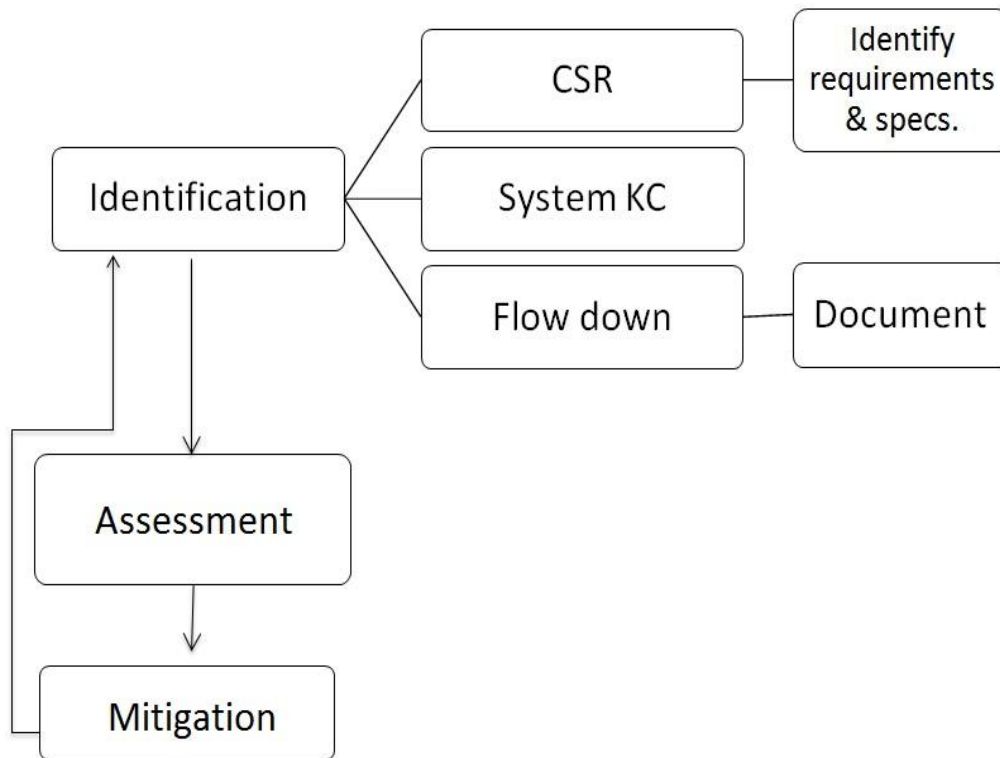 CSR
Identify
requirements
& specs.
Identification
System KC
Flow down
Document
Assessment
Mitigation